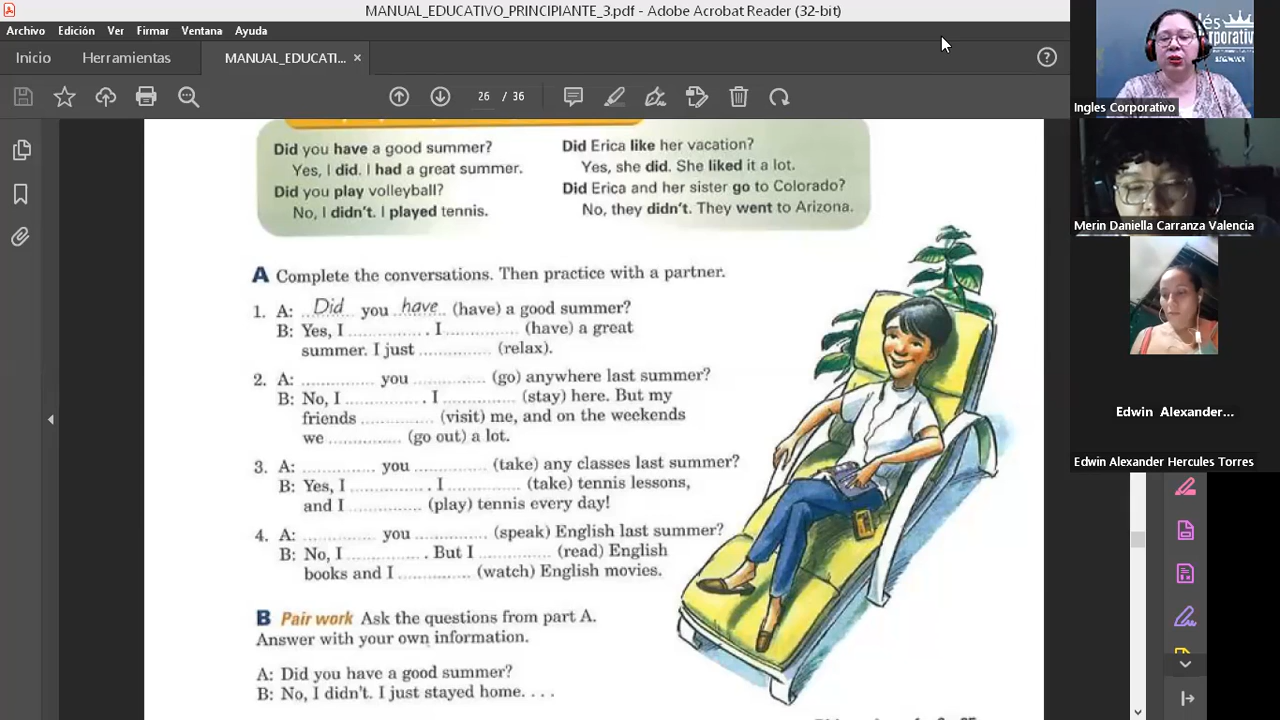 MANUAL_EDUCATIVO_PRINCIPIANTE_3.pdf - Adobe Acrobat Reader (32-bit)
Archivo Edición Ver Firmar Ventana Ayuda
Inicio Herramientas MANUAL_EDUCATI... ×
26 / 36
Did you have a good summer?
Yes, I did. I had a great summer.
Did you play volleyball?
No, I didn't. I played tennis.
Did Erica like her vacation?
Yes, she did. She liked it a lot.
Did Erica and her sister go to Colorado?
No, they didn't. They went to Arizona.
A Complete the conversations. Then practice with a partner.
1. A: Did you have (have) a good summer?
B: Yes, I .............. . I .............. (have) a great
summer. I just .............. (relax).
2. A: .............. you .............. (go) anywhere last summer?
B: No, I .............. . I .............. (stay) here. But my
friends .............. (visit) me, and on the weekends
we .............. (go out) a lot.
3. A: .............. you .............. (take) any classes last summer?
B: Yes, I .............. . I .............. (take) tennis lessons,
and I .............. (play) tennis every day!
4. A: .............. you .............. (speak) English last summer?
B: No, I .............. . But I .............. (read) English
books and I .............. (watch) English movies.
B Pair work Ask the questions from part A.
Answer with your own information.
A: Did you have a good summer?
B: No, I didn't. I just stayed home. . . .
Ingles Corporativo
Merin Daniella Carranza Valencia
Edwin Alexander...
Edwin Alexander Hercules Torres